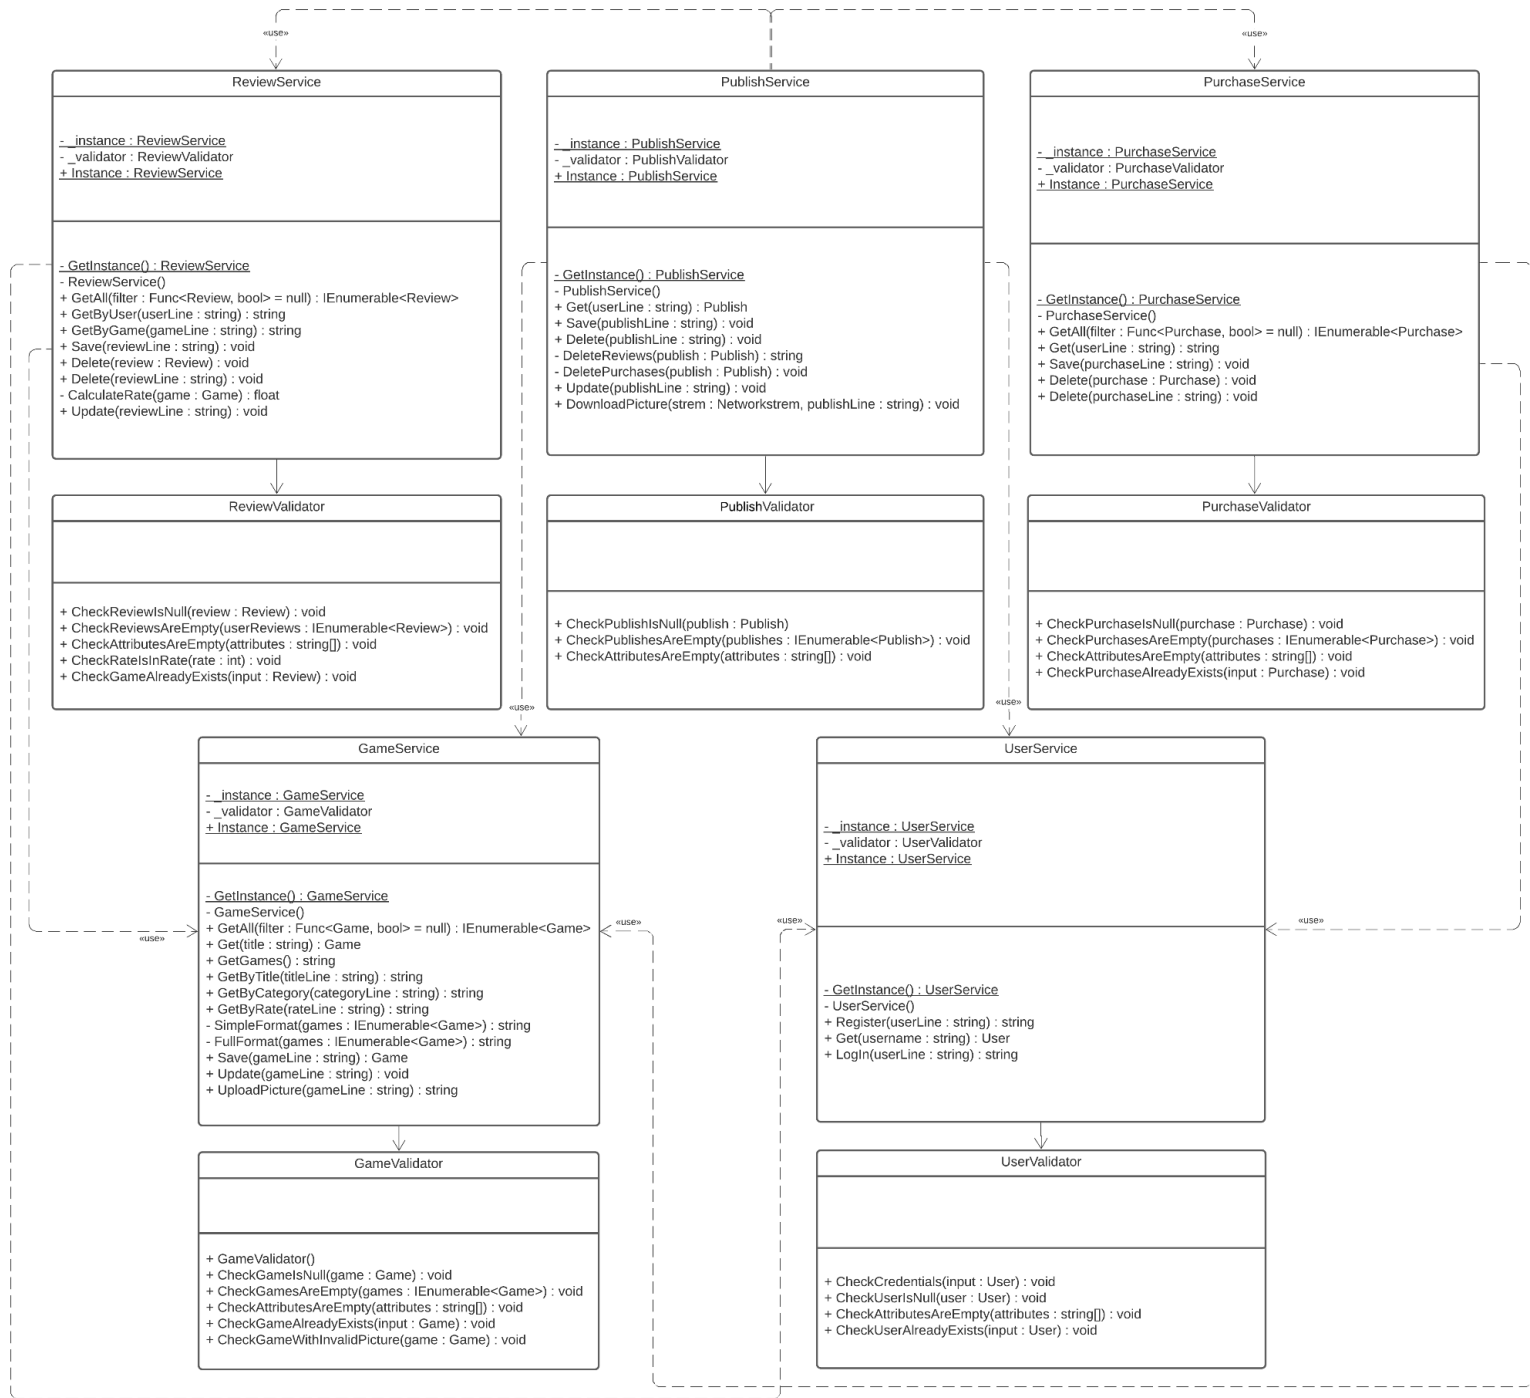 «use»
«use»
ReviewService
- _instance : ReviewService
- _validator : ReviewValidator
+ Instance : ReviewService
- GetInstance() : ReviewService
- ReviewService()
+ GetAll(filter : Func<Review, bool> = null) : IEnumerable<Review>
+ GetByUser(userLine : string) : string
+ GetByGame(gameLine : string) : string
+ Save(reviewLine : string) : void
+ Delete(review : Review) : void
+ Delete(reviewLine : string) : void
- CalculateRate(game : Game) : float
+ Update(reviewLine : string) : void
PublishService
- _instance : PublishService
- _validator : PublishValidator
+ Instance : PublishService
- GetInstance() : PublishService
- PublishService()
+ Get(userLine : string) : Publish
+ Save(publishLine : string) : void
+ Delete(publishLine : string) : void
- DeleteReviews(publish : Publish) : string
- DeletePurchases(publish : Publish) : void
+ Update(publishLine : string) : void
+ DownloadPicture(strem : Networkstrem, publishLine : string) : void
PurchaseService
- _instance : PurchaseService
- _validator : PurchaseValidator
+ Instance : PurchaseService
- GetInstance() : PurchaseService
- PurchaseService()
+ GetAll(filter : Func<Purchase, bool> = null) : IEnumerable<Purchase>
+ Get(userLine : string) : string
+ Save(purchaseLine : string) : void
+ Delete(purchase : Purchase) : void
+ Delete(purchaseLine : string) : void
ReviewValidator
+ CheckReviewIsNull(review : Review) : void
+ CheckReviewsAreEmpty(userReviews : IEnumerable<Review>) : void
+ CheckAttributesAreEmpty(attributes : string[]) : void
+ CheckRateIsInRate(rate : int) : void
+ CheckGameAlreadyExists(input : Review) : void
PublishValidator
+ CheckPublishIsNull(publish : Publish)
+ CheckPublishesAreEmpty(publishes : IEnumerable<Publish>) : void
+ CheckAttributesAreEmpty(attributes : string[]) : void
PurchaseValidator
+ CheckPurchaseIsNull(purchase : Purchase) : void
+ CheckPurchasesAreEmpty(purchases : IEnumerable<Purchase>) : void
+ CheckAttributesAreEmpty(attributes : string[]) : void
+ CheckPurchaseAlreadyExists(input : Purchase) : void
«use»
«use»
GameService
- _instance : GameService
- _validator : GameValidator
+ Instance : GameService
- GetInstance() : GameService
- GameService()
+ GetAll(filter : Func<Game, bool> = null) : IEnumerable<Game>
+ Get(title : string) : Game
+ GetGames() : string
+ GetByTitle(titleLine : string) : string
+ GetByCategory(categoryLine : string) : string
+ GetByRate(rateLine : string) : string
- SimpleFormat(games : IEnumerable<Game>) : string
- FullFormat(games : IEnumerable<Game>) : string
+ Save(gameLine : string) : Game
+ Update(gameLine : string) : void
+ UploadPicture(gameLine : string) : string
«use»
«use»
«use»
«use»
UserService
- _instance : UserService
- _validator : UserValidator
+ Instance : UserService
- GetInstance() : UserService
- UserService()
+ Register(userLine : string) : string
+ Get(username : string) : User
+ LogIn(userLine : string) : string
GameValidator
+ GameValidator()
+ CheckGameIsNull(game : Game) : void
+ CheckGamesAreEmpty(games : IEnumerable<Game>) : void
+ CheckAttributesAreEmpty(attributes : string[]) : void
+ CheckGameAlreadyExists(input : Game) : void
+ CheckGameWithInvalidPicture(game : Game) : void
UserValidator
+ CheckCredentials(input : User) : void
+ CheckUserIsNull(user : User) : void
+ CheckAttributesAreEmpty(attributes : string[]) : void
+ CheckUserAlreadyExists(input : User) : void